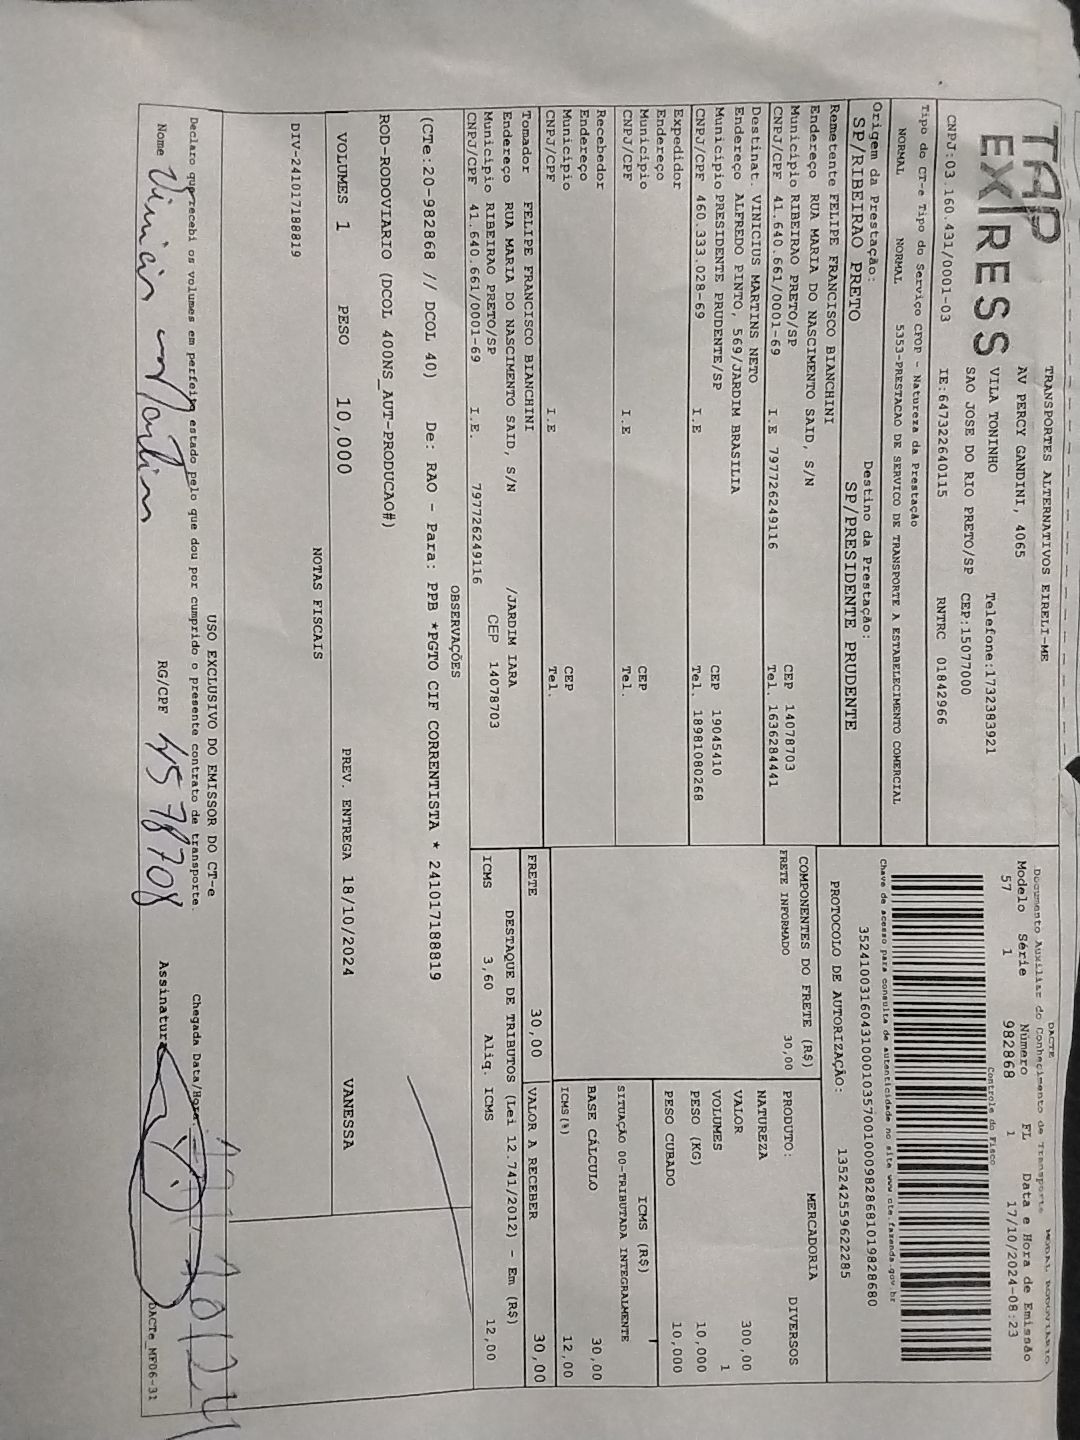 TAP
EXPRESS
TRANSPORTES ALTERNATIVOS EIRELI-ME
AV PERCY GANDINI, 4065
VILA TONINHO Telefone:1732383921
SAO JOSE DO RIO PRETO/SP CEP:15077000
CNPJ:03.160.431/0001-03 IE:647322640115 RNTRC 01842966
Tipo do CT-e Tipo do Serviço CFOP - Natureza da Prestação
NORMAL NORMAL 5353-PRESTACAO DE SERVICO DE TRANSPORTE A ESTABELECIMENTO COMERCIAL
Origem da Prestação: Destino da Prestação:
SP/RIBEIRAO PRETO SP/PRESIDENTE PRUDENTE
Remetente FELIPE FRANCISCO BIANCHINI
Endereço RUA MARIA DO NASCIMENTO SAID, S/N
Município RIBEIRAO PRETO/SP CEP 14078703
CNPJ/CPF 41.640.661/0001-69 I.E 797726249116 Tel. 1636284441
Destinat. VINICIUS MARTINS NETO
Endereço ALFREDO PINTO, 569/JARDIM BRASILIA
Município PRESIDENTE PRUDENTE/SP CEP 19045410
CNPJ/CPF 460.333.028-69 I.E Tel. 18981080268
Expedidor
Endereço
Município CEP
CNPJ/CPF I.E Tel.
Recebedor
Endereço
Município CEP
CNPJ/CPF I.E Tel.
Tomador FELIPE FRANCISCO BIANCHINI
Endereço RUA MARIA DO NASCIMENTO SAID, S/N /JARDIM IARA
Município RIBEIRAO PRETO/SP CEP 14078703
CNPJ/CPF 41.640.661/0001-69 I.E. 797726249116
DACTE MODAL RODOVIARIO
Documento Auxiliar do Conhecimento de Transporte
Modelo Série Número FL Data e Hora de Emissão
57 1 982868 1 17/10/2024-08:23
Controle do Fisco
Chave de acesso para consulta de autenticidade no site www.cte.fazenda.gov.br
35241003160431000103570010009828681019828680
PROTOCOLO DE AUTORIZAÇÃO: 135242559622285
COMPONENTES DO FRETE (R$)
FRETE INFORMADO 30,00
PRODUTO: MERCADORIA DIVERSOS
NATUREZA
VALOR 300,00
VOLUMES 1
PESO (KG) 10,000
PESO CUBADO 10,000
ICMS (R$)
SITUAÇÃO 00-TRIBUTADA INTEGRALMENTE
BASE CÁLCULO 30,00
ICMS(%) 12,00
FRETE 30,00 VALOR A RECEBER 30,00
DESTAQUE DE TRIBUTOS (Lei 12.741/2012) - Em (R$)
ICMS 3,60 Aliq. ICMS 12,00
OBSERVAÇÕES
(CTe:20-982868 // DCOL 40) De: RAO - Para: PPB *PGTO CIF CORRENTISTA * 241017188819
ROD-RODOVIARIO (DCOL 400NS_AUT-PRODUCAO#)
VOLUMES 1 PESO 10,000 PREV. ENTREGA 18/10/2024 VANESSA
NOTAS FISCAIS
DIV-241017188819
USO EXCLUSIVO DO EMISSOR DO CT-e
Declaro que recebi os volumes em perfeito estado pelo que dou por cumprido o presente contrato de transporte. Chegada Data/Hora:
Nome Vinicius Martins RG/CPF 4578708 Assinatura
DACTe_MF06-31